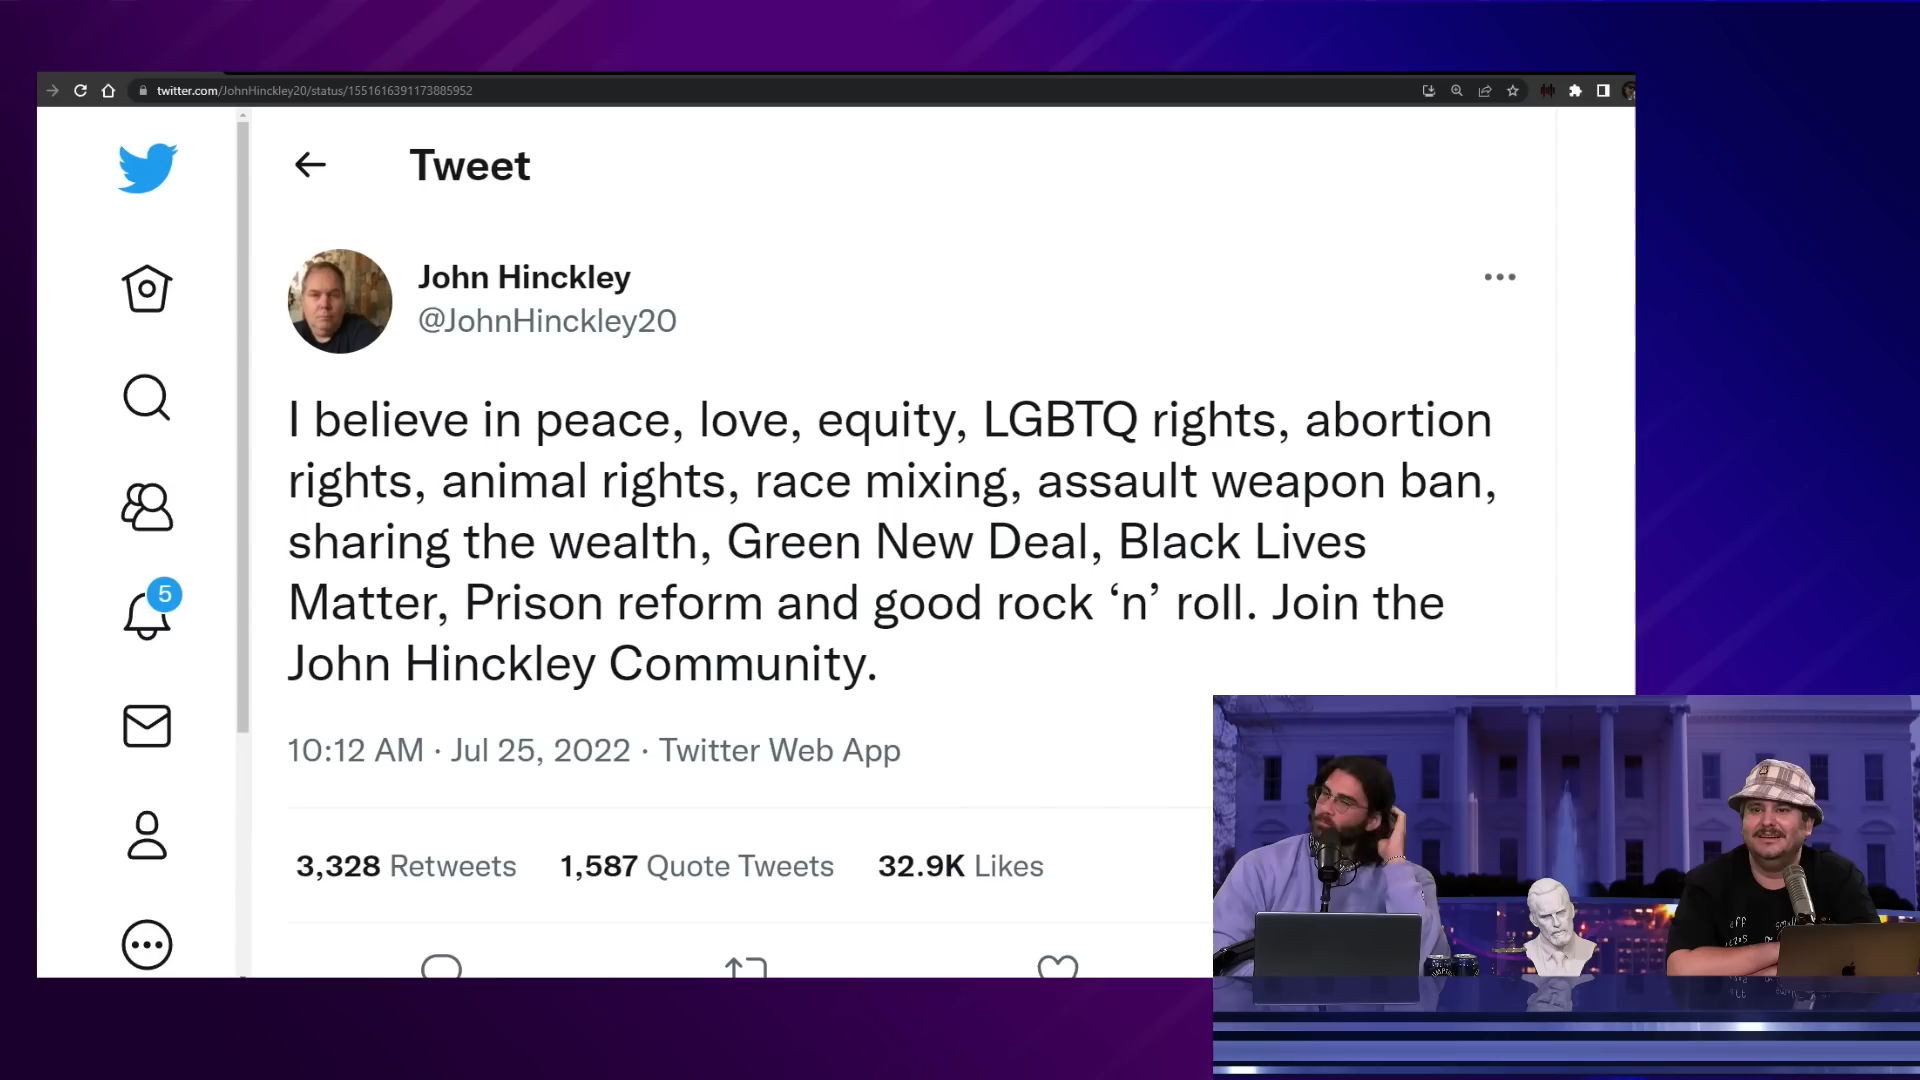 twitter.com/JohnHinckley20/status/1551616391173885952
Tweet
John Hinckley
@JohnHinckley20
I believe in peace, love, equity, LGBTQ rights, abortion
rights, animal rights, race mixing, assault weapon ban,
sharing the wealth, Green New Deal, Black Lives
Matter, Prison reform and good rock ‘n’ roll. Join the
John Hinckley Community.
5
10:12 AM · Jul 25, 2022 · Twitter Web App
3,328 Retweets 1,587 Quote Tweets 32.9K Likes